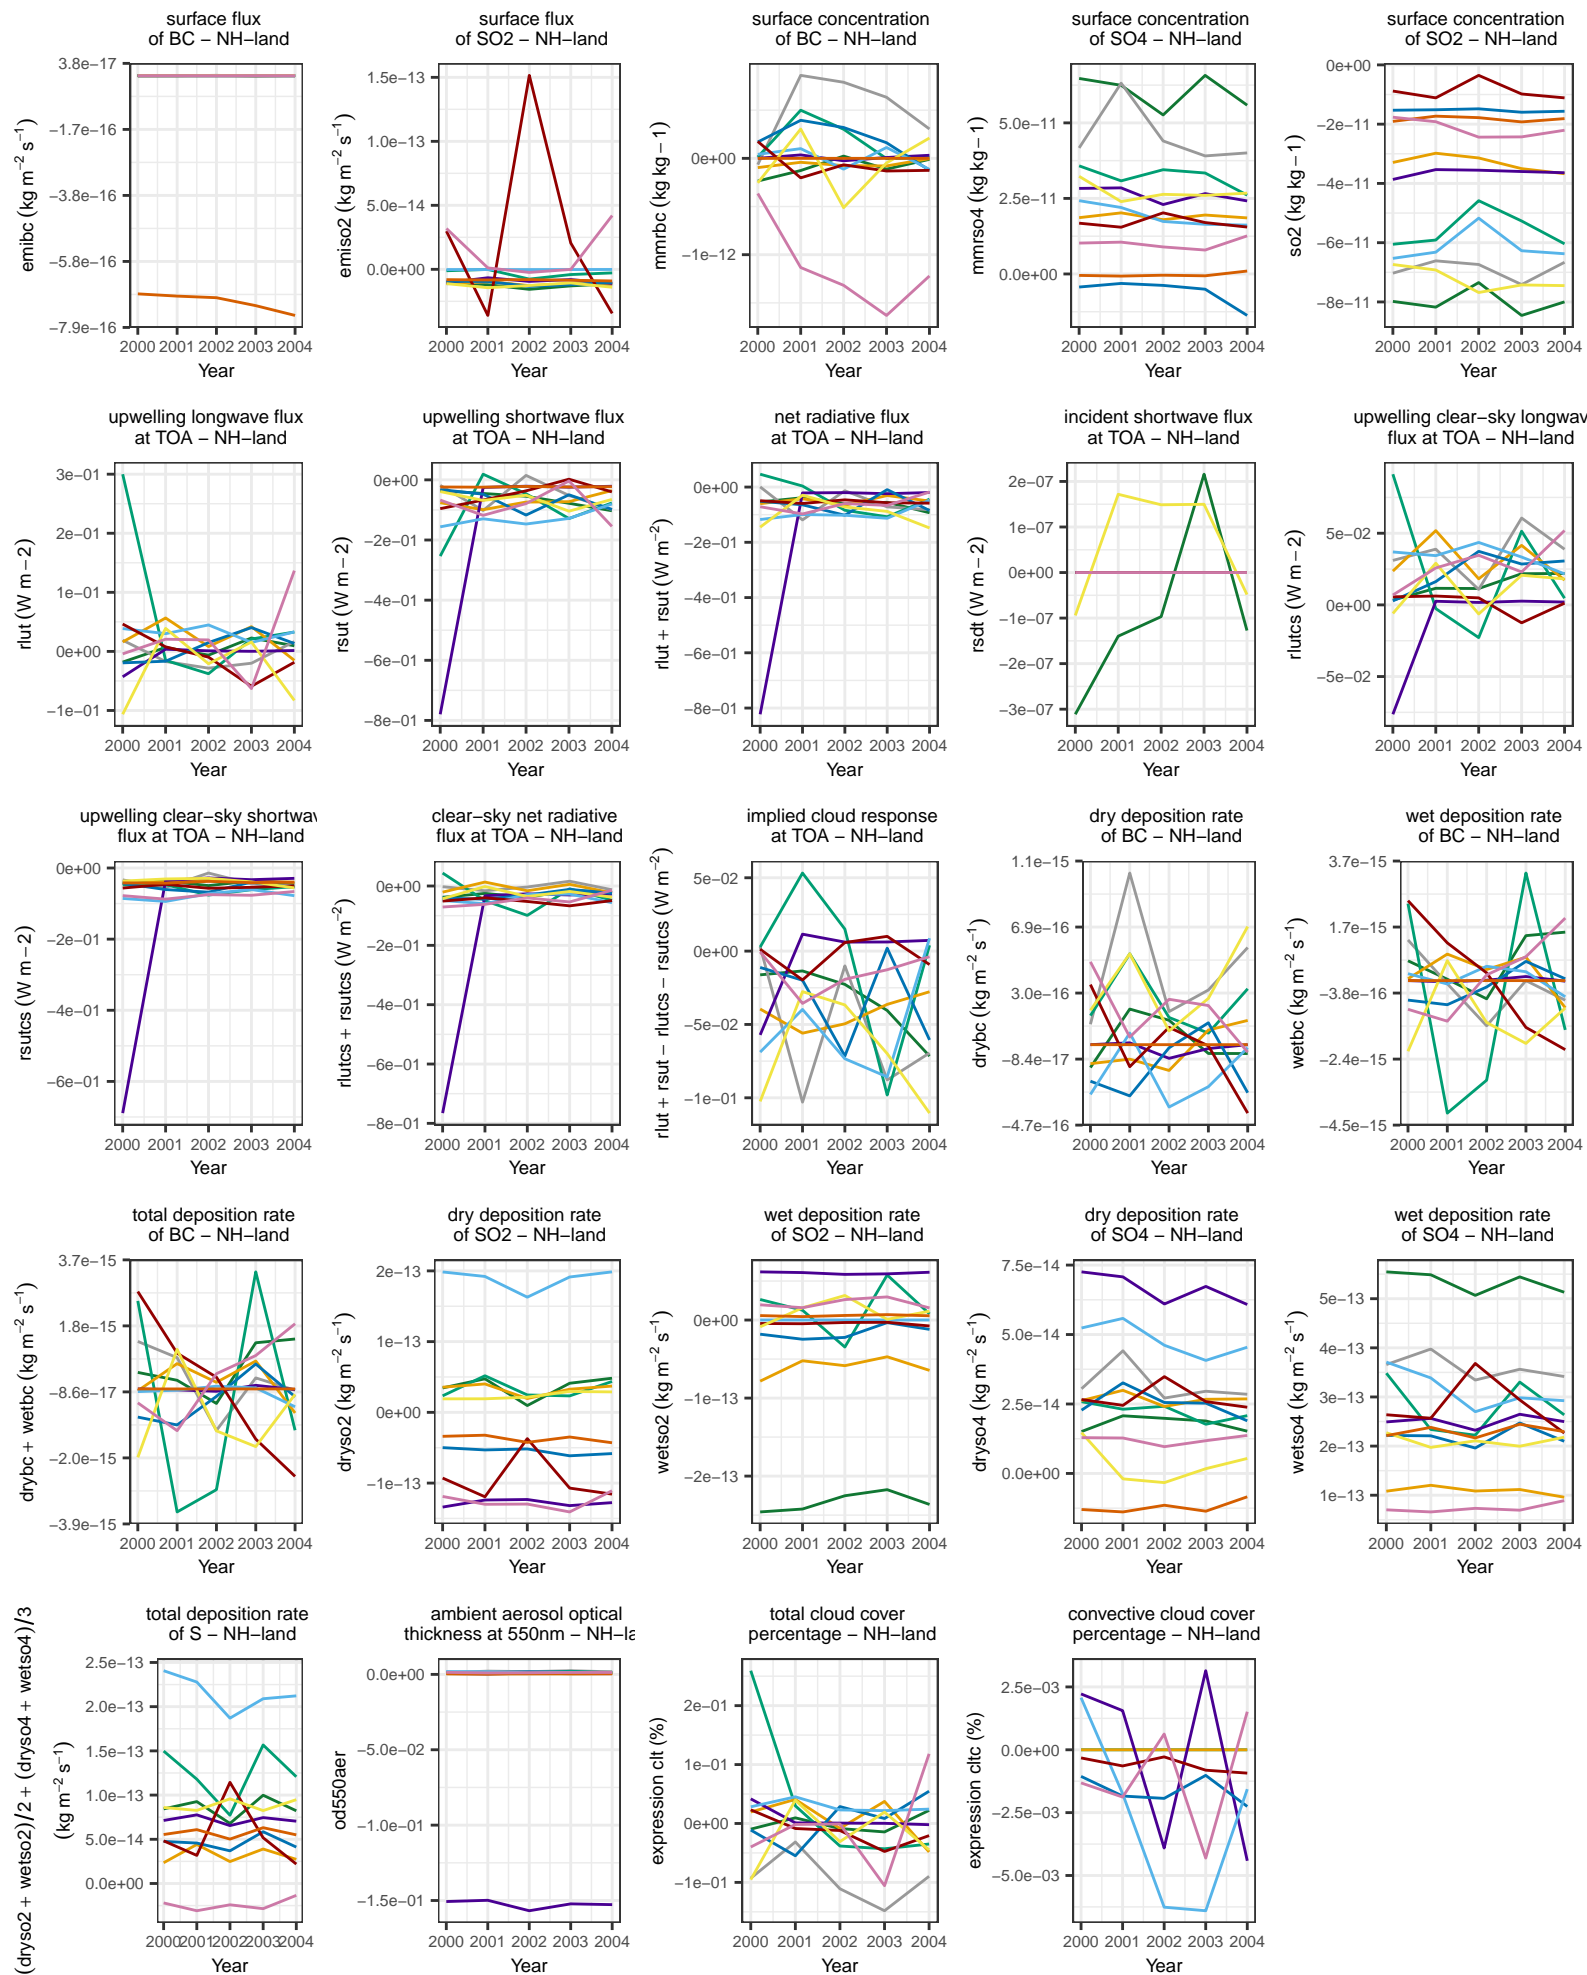 surface flux
of BC − NH−land
emibc (kg m−2 s−1)
3.8e−17
−1.7e−16
−3.8e−16
−5.8e−16
−7.9e−16
2000 2001 2002 2003 2004
Year
surface flux
of SO2 − NH−land
emiso2 (kg m−2 s−1)
1.5e−13
1.0e−13
5.0e−14
0.0e+00
2000 2001 2002 2003 2004
Year
surface concentration
of BC − NH−land
mmrbc (kg kg−1)
0e+00
−1e−12
2000 2001 2002 2003 2004
Year
surface concentration
of SO4 − NH−land
mmrso4 (kg kg−1)
5.0e−11
2.5e−11
0.0e+00
2000 2001 2002 2003 2004
Year
surface concentration
of SO2 − NH−land
so2 (kg kg−1)
0e+00
−2e−11
−4e−11
−6e−11
−8e−11
2000 2001 2002 2003 2004
Year
upwelling longwave flux
at TOA − NH−land
rlut (W m−2)
3e−01
2e−01
1e−01
0e+00
−1e−01
2000 2001 2002 2003 2004
Year
upwelling shortwave flux
at TOA − NH−land
rsut (W m−2)
0e+00
−2e−01
−4e−01
−6e−01
−8e−01
2000 2001 2002 2003 2004
Year
net radiative flux
at TOA − NH−land
rlut + rsut (W m−2)
0e+00
−2e−01
−4e−01
−6e−01
−8e−01
2000 2001 2002 2003 2004
Year
incident shortwave flux
at TOA − NH−land
rsdt (W m−2)
2e−07
1e−07
0e+00
−1e−07
−2e−07
−3e−07
2000 2001 2002 2003 2004
Year
upwelling clear−sky longwav
flux at TOA − NH−land
rlutcs (W m−2)
5e−02
0e+00
−5e−02
2000 2001 2002 2003 2004
Year
upwelling clear−sky shortwav
flux at TOA − NH−land
rsutcs (W m−2)
0e+00
−2e−01
−4e−01
−6e−01
2000 2001 2002 2003 2004
Year
clear−sky net radiative
flux at TOA − NH−land
rlutcs + rsutcs (W m−2)
0e+00
−2e−01
−4e−01
−6e−01
−8e−01
2000 2001 2002 2003 2004
Year
implied cloud response
at TOA − NH−land
rlut + rsut − rlutcs − rsutcs (W m−2)
5e−02
0e+00
−5e−02
−1e−01
2000 2001 2002 2003 2004
Year
dry deposition rate
of BC − NH−land
drybc (kg m−2 s−1)
1.1e−15
6.9e−16
3.0e−16
−8.4e−17
−4.7e−16
2000 2001 2002 2003 2004
Year
wet deposition rate
of BC − NH−land
wetbc (kg m−2 s−1)
3.7e−15
1.7e−15
−3.8e−16
−2.4e−15
−4.5e−15
2000 2001 2002 2003 2004
Year
total deposition rate
of BC − NH−land
drybc + wetbc (kg m−2 s−1)
3.7e−15
1.8e−15
−8.6e−17
−2.0e−15
−3.9e−15
2000 2001 2002 2003 2004
Year
dry deposition rate
of SO2 − NH−land
dryso2 (kg m−2 s−1)
2e−13
1e−13
0e+00
−1e−13
2000 2001 2002 2003 2004
Year
wet deposition rate
of SO2 − NH−land
wetso2 (kg m−2 s−1)
0e+00
−1e−13
−2e−13
2000 2001 2002 2003 2004
Year
dry deposition rate
of SO4 − NH−land
dryso4 (kg m−2 s−1)
7.5e−14
5.0e−14
2.5e−14
0.0e+00
2000 2001 2002 2003 2004
Year
wet deposition rate
of SO4 − NH−land
wetso4 (kg m−2 s−1)
5e−13
4e−13
3e−13
2e−13
1e−13
2000 2001 2002 2003 2004
Year
total deposition rate
of S − NH−land
(dryso2 + wetso2)/2 + (dryso4 + wetso4)/3
(kg m−2 s−1)
2.5e−13
2.0e−13
1.5e−13
1.0e−13
5.0e−14
0.0e+00
2000 2001 2002 2003 2004
Year
ambient aerosol optical
thickness at 550nm − NH−la
od550aer
0.0e+00
−5.0e−02
−1.0e−01
−1.5e−01
2000 2001 2002 2003 2004
Year
total cloud cover
percentage − NH−land
expression clt (%)
2e−01
1e−01
0e+00
−1e−01
2000 2001 2002 2003 2004
Year
convective cloud cover
percentage − NH−land
expression cltc (%)
2.5e−03
0.0e+00
−2.5e−03
−5.0e−03
2000 2001 2002 2003 2004
Year